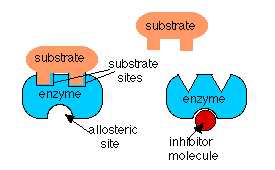 substrate
substrate
substrate
sites
enzyme
enzyme
allosteric
site
inhibitor
molecule